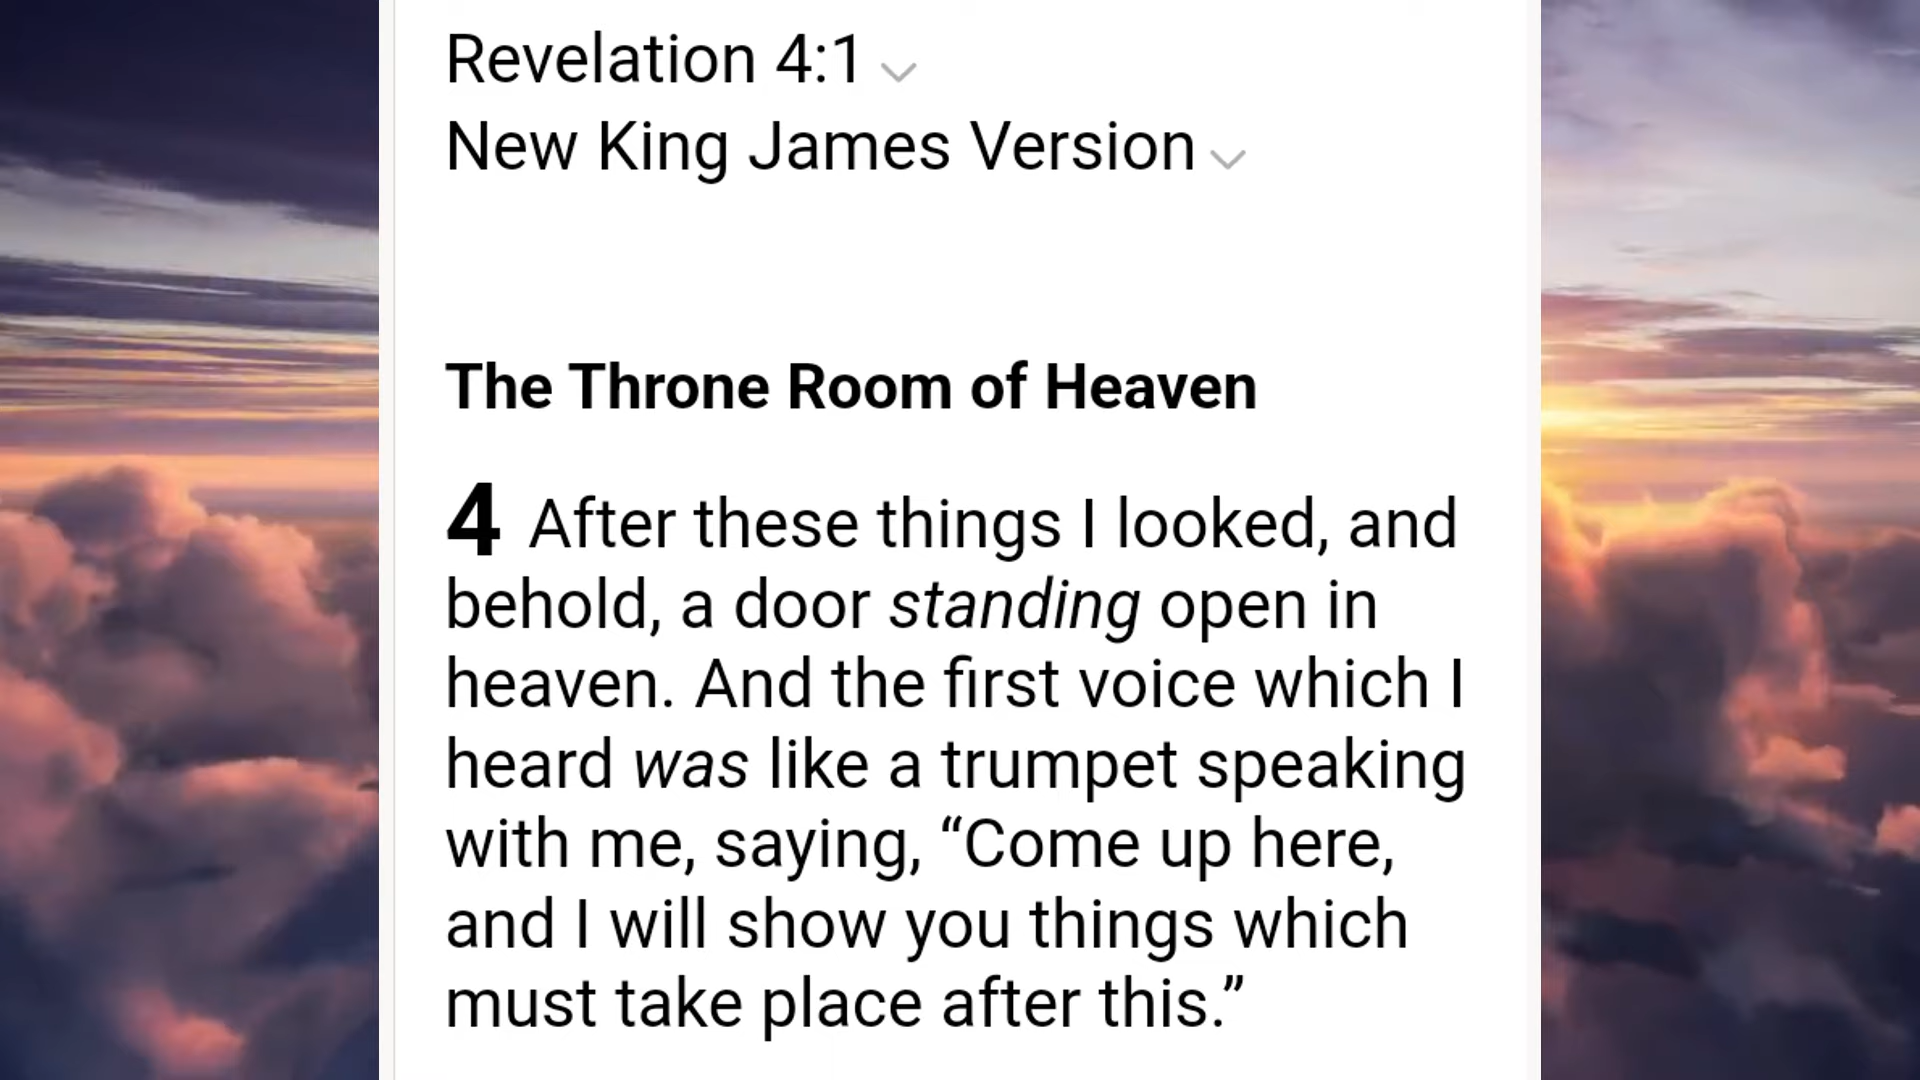 Revelation 4:1
New King James Version
The Throne Room of Heaven
4 After these things I looked, and
behold, a door standing open in
heaven. And the first voice which I
heard was like a trumpet speaking
with me, saying, “Come up here,
and I will show you things which
must take place after this.”